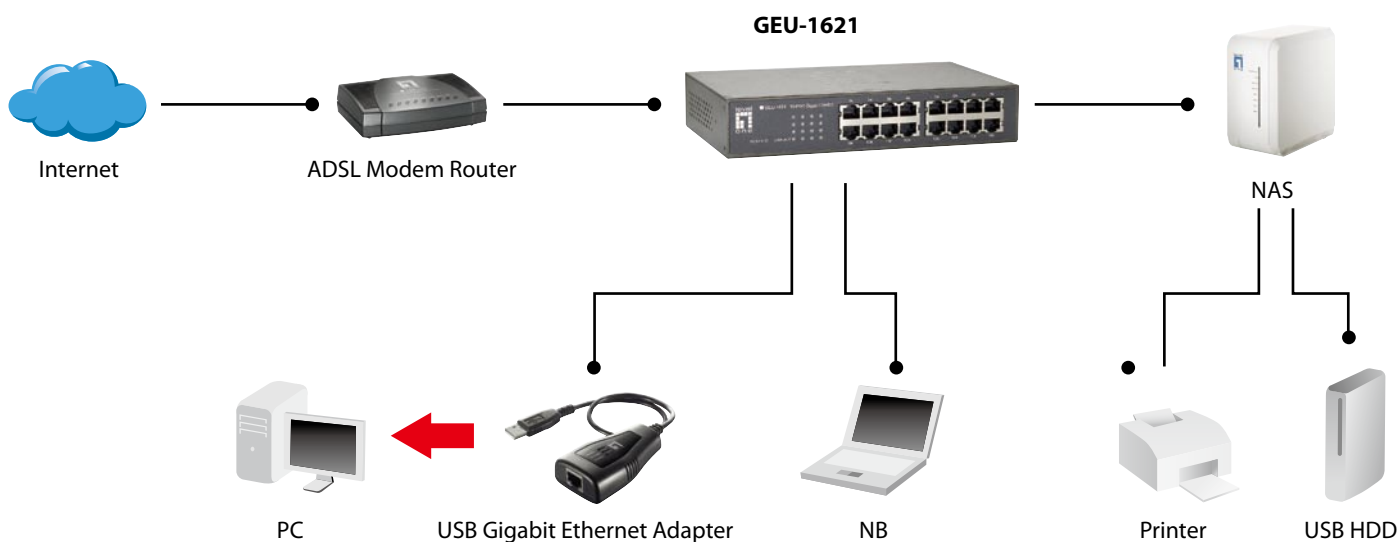 GEU-1621
Internet
ADSL Modem Router
NAS
PC
USB Gigabit Ethernet Adapter
NB
Printer
USB HDD